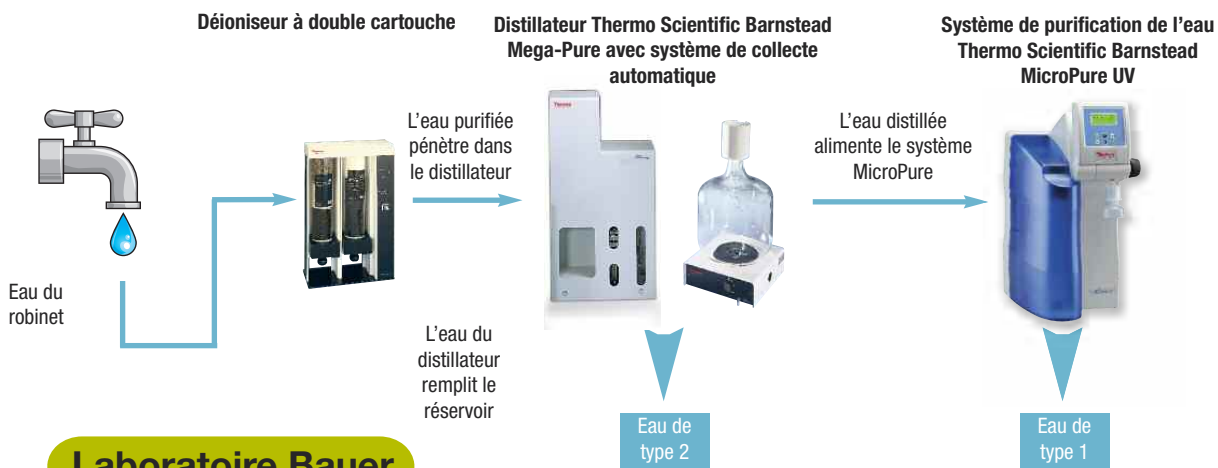 Déioniseur à double cartouche
Distillateur Thermo Scientific Barnstead
Mega-Pure avec système de collecte
automatique
Système de purification de l’eau
Thermo Scientific Barnstead
MicroPure UV
L’eau purifiée
pénètre dans
le distillateur
L’eau distillée
alimente le système
MicroPure
Eau du
robinet
L’eau du
distillateur
remplit le
réservoir
Eau de
type 2
Eau de
type 1
Laboratoire Bauer